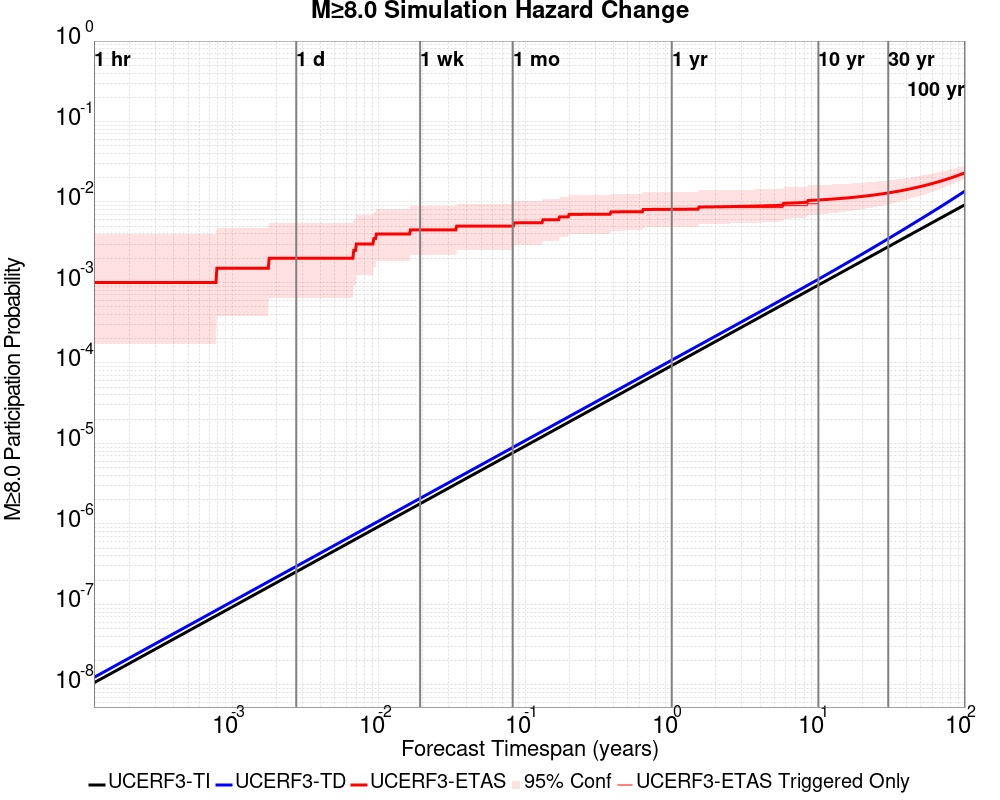 M≥8.0 Simulation Hazard Change
10^0
10^-1
10^-2
10^-3
10^-4
10^-5
10^-6
10^-7
10^-8
M≥8.0 Participation Probability
1 hr 1 d 1 wk 1 mo 1 yr 10 yr 30 yr
100 yr
10^-3 10^-2 10^-1 10^0 10^1 10^2
Forecast Timespan (years)
UCERF3-TI UCERF3-TD UCERF3-ETAS 95% Conf UCERF3-ETAS Triggered Only